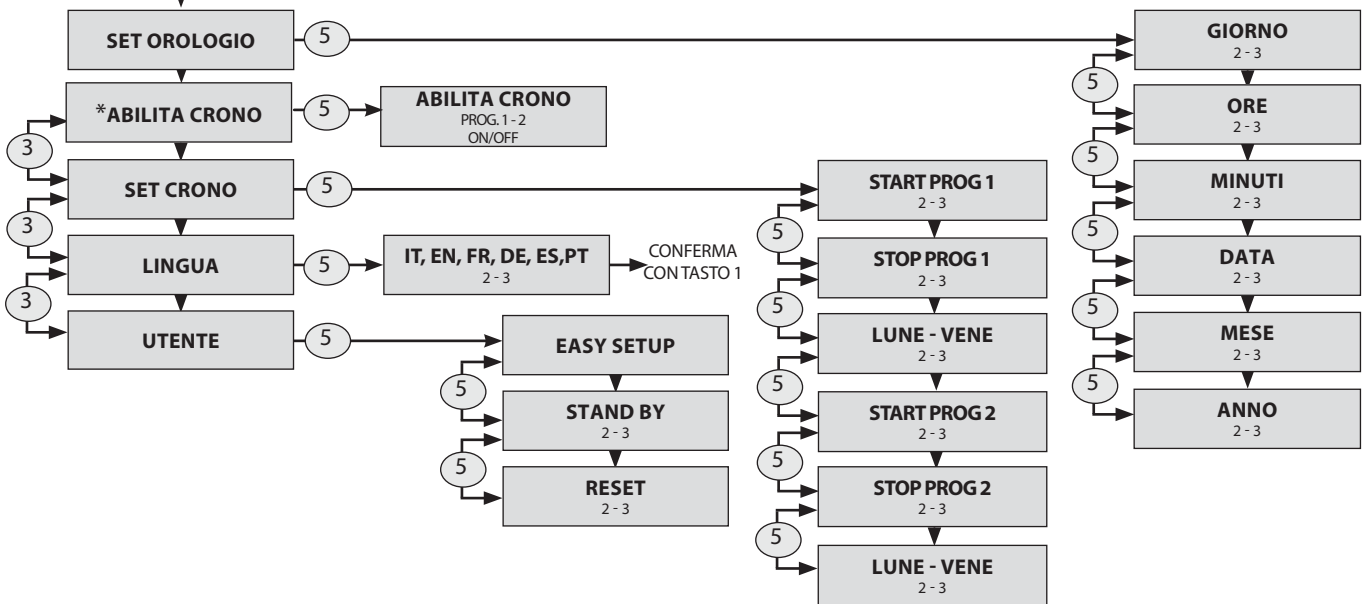 SET OROLOGIO
5
GIORNO
2 - 3
5
*ABILITA CRONO
5
ABILITA CRONO
PROG. 1 - 2
ON/OFF
ORE
2 - 3
3
5
SET CRONO
5
START PROG 1
2 - 3
MINUTI
2 - 3
3
5
5
LINGUA
5
IT, EN, FR, DE, ES,PT
2 - 3
CONFERMA
CON TASTO 1
STOP PROG 1
2 - 3
DATA
2 - 3
3
5
5
UTENTE
5
EASY SETUP
LUNE - VENE
2 - 3
MESE
2 - 3
5
5
5
STAND BY
2 - 3
START PROG 2
2 - 3
ANNO
2 - 3
5
5
RESET
2 - 3
STOP PROG 2
2 - 3
5
LUNE - VENE
2 - 3